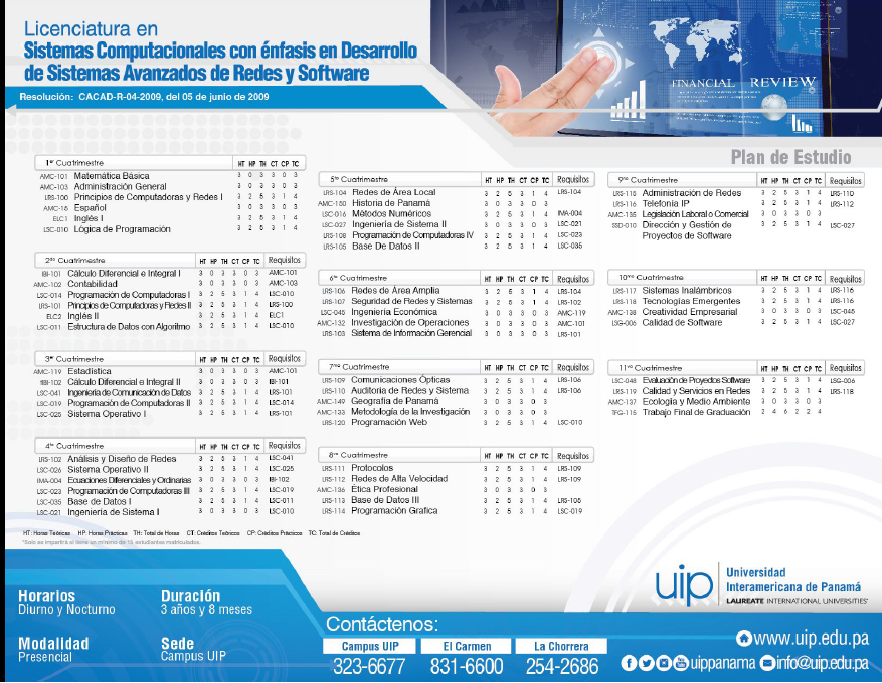 Licenciatura en
Sistemas Computacionales con énfasis en Desarrollo
de Sistemas Avanzados de Redes y Software
Resolución: CACAD-R-04-2009, del 05 de junio de 2009
FINANCIAL REVIEW
Plan de Estudio
1er Cuatrimestre HT HP TH CT CP TC
AMC-101 Matemática Básica 3 0 3 3 0 3
AMC-103 Administración General 3 0 3 3 0 3
LRS-100 Principios de Computadoras y Redes I 3 2 5 3 1 4
AMC-18 Español 3 0 3 3 0 3
ELC1 Inglés I 3 2 5 3 1 4
LSC-010 Lógica de Programación 3 2 5 3 1 4
2do Cuatrimestre HT HP TH CT CP TC Requisitos
IBI-101 Cálculo Diferencial e Integral I 3 0 3 3 0 3 AMC-101
AMC-102 Contabilidad 3 0 3 3 0 3 AMC-103
LSC-014 Programación de Computadoras I 3 2 5 3 1 4 LSC-010
LRS-101 Principios de Computadoras y Redes II 3 2 5 3 1 4 LRS-100
ELC2 Inglés II 3 2 5 3 1 4 ELC1
LSC-011 Estructura de Datos con Algoritmo 3 2 5 3 1 4 LSC-010
3er Cuatrimestre HT HP TH CT CP TC Requisitos
AMC-119 Estadística 3 0 3 3 0 3 AMC-101
IBI-102 Cálculo Diferencial e Integral II 3 0 3 3 0 3 IBI-101
LSC-041 Ingeniería de Comunicación de Datos 3 2 5 3 1 4 LRS-101
LSC-019 Programación de Computadoras II 3 2 5 3 1 4 LSC-014
LSC-025 Sistema Operativo I 3 2 5 3 1 4 LRS-101
4to Cuatrimestre HT HP TH CT CP TC Requisitos
LRS-102 Análisis y Diseño de Redes 3 2 5 3 1 4 LSC-041
LSC-026 Sistema Operativo II 3 2 5 3 1 4 LSC-025
IMA-004 Ecuaciones Diferenciales y Ordinarias 3 0 3 3 0 3 IBI-102
LSC-023 Programación de Computadoras III 3 2 5 3 1 4 LSC-019
LSC-035 Base de Datos I 3 2 5 3 1 4 LSC-011
LSC-021 Ingeniería de Sistema I 3 0 3 3 0 3 LSC-010
5to Cuatrimestre HT HP TH CT CP TC Requisitos
LRS-104 Redes de Área Local 3 2 5 3 1 4 LRS-104
AMC-150 Historia de Panamá 3 0 3 3 0 3
LSC-016 Métodos Numéricos 3 2 5 3 1 4 IMA-004
LSC-027 Ingeniería de Sistema II 3 0 3 3 0 3 LSC-021
LRS-108 Programación de Computadoras IV 3 2 5 3 1 4 LSC-023
LRS-105 Base De Datos II 3 2 5 3 1 4 LSC-035
6to Cuatrimestre HT HP TH CT CP TC Requisitos
LRS-106 Redes de Área Amplia 3 2 5 3 1 4 LRS-104
LRS-107 Seguridad de Redes y Sistemas 3 2 5 3 1 4 LRS-102
LSC-045 Ingeniería Económica 3 0 3 3 0 3 AMC-119
AMC-132 Investigación de Operaciones 3 0 3 3 0 3 AMC-101
LRS-103 Sistema de Información Gerencial 3 0 3 3 0 3 LRS-101
7mo Cuatrimestre HT HP TH CT CP TC Requisitos
LRS-109 Comunicaciones Ópticas 3 2 5 3 1 4 LRS-106
LRS-110 Auditoria de Redes y Sistema 3 2 5 3 1 4 LRS-106
AMC-149 Geografía de Panamá 3 0 3 3 0 3
AMC-133 Metodología de la Investigación 3 0 3 3 0 3
LRS-120 Programación Web 3 2 5 3 1 4 LSC-010
8vo Cuatrimestre HT HP TH CT CP TC Requisitos
LRS-111 Protocolos 3 2 5 3 1 4 LRS-109
LRS-112 Redes de Alta Velocidad 3 2 5 3 1 4 LRS-109
AMC-136 Ética Profesional 3 0 3 3 0 3
LRS-113 Base de Datos III 3 2 5 3 1 4 LRS-105
LRS-114 Programación Grafica 3 2 5 3 1 4 LSC-019
9no Cuatrimestre HT HP TH CT CP TC Requisitos
LRS-115 Administración de Redes 3 2 5 3 1 4 LRS-110
LRS-116 Telefonía IP 3 2 5 3 1 4 LRS-112
AMC-135 Legislación Laboral o Comercial 3 0 3 3 0 3
SSD-010 Dirección y Gestión de 3 2 5 3 1 4 LSC-027
Proyectos de Software
10mo Cuatrimestre HT HP TH CT CP TC Requisitos
LRS-117 Sistemas Inalámbricos 3 2 5 3 1 4 LRS-116
LRS-118 Tecnologías Emergentes 3 2 5 3 1 4 LRS-116
AMC-138 Creatividad Empresarial 3 0 3 3 0 3 LSC-045
LSG-006 Calidad de Software 3 2 5 3 1 4 LSC-027
11vo Cuatrimestre HT HP TH CT CP TC Requisitos
LSC-048 Evaluación de Proyectos Software 3 2 5 3 1 4 LSG-006
LRS-119 Calidad y Servicios en Redes 3 2 5 3 1 4 LRS-118
AMC-137 Ecología y Medio Ambiente 3 0 3 3 0 3
TFG-115 Trabajo Final de Graduación 2 4 6 2 2 4
HT: Horas Teóricas HP: Horas Prácticas TH: Total de Horas CT: Créditos Teóricos CP: Créditos Prácticos TC: Total de Créditos
*Solo se impartirá si tiene un mínimo de 15 estudiantes matriculados.
Horarios
Diurno y Nocturno
Duración
3 años y 8 meses
Modalidad
Presencial
Sede
Campus UIP
Contáctenos:
Campus UIP El Carmen La Chorrera
323-6677 831-6600 254-2686
uip
Universidad
Interamericana de Panamá
LAUREATE INTERNATIONAL UNIVERSITIES
www.uip.edu.pa
uippanama info@uip.edu.pa